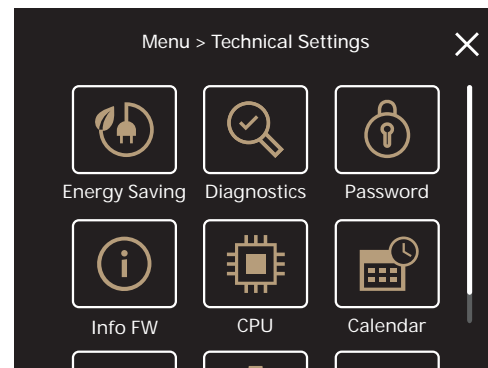 Menu > Technical Settings
Energy Saving Diagnostics Password
Info FW CPU Calendar